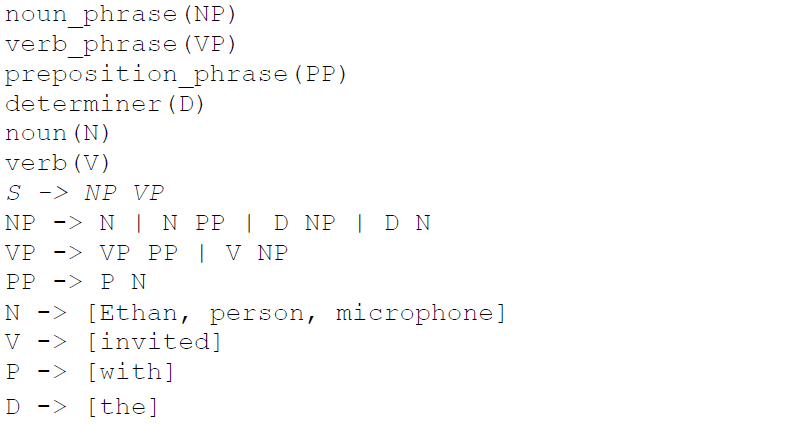 noun_phrase(NP)
verb_phrase(VP)
preposition_phrase(PP)
determiner(D)
noun(N)
verb(V)
S -> NP VP
NP -> N | N PP | D NP | D N
VP -> VP PP | V NP
PP -> P N
N -> [Ethan, person, microphone]
V -> [invited]
P -> [with]
D -> [the]